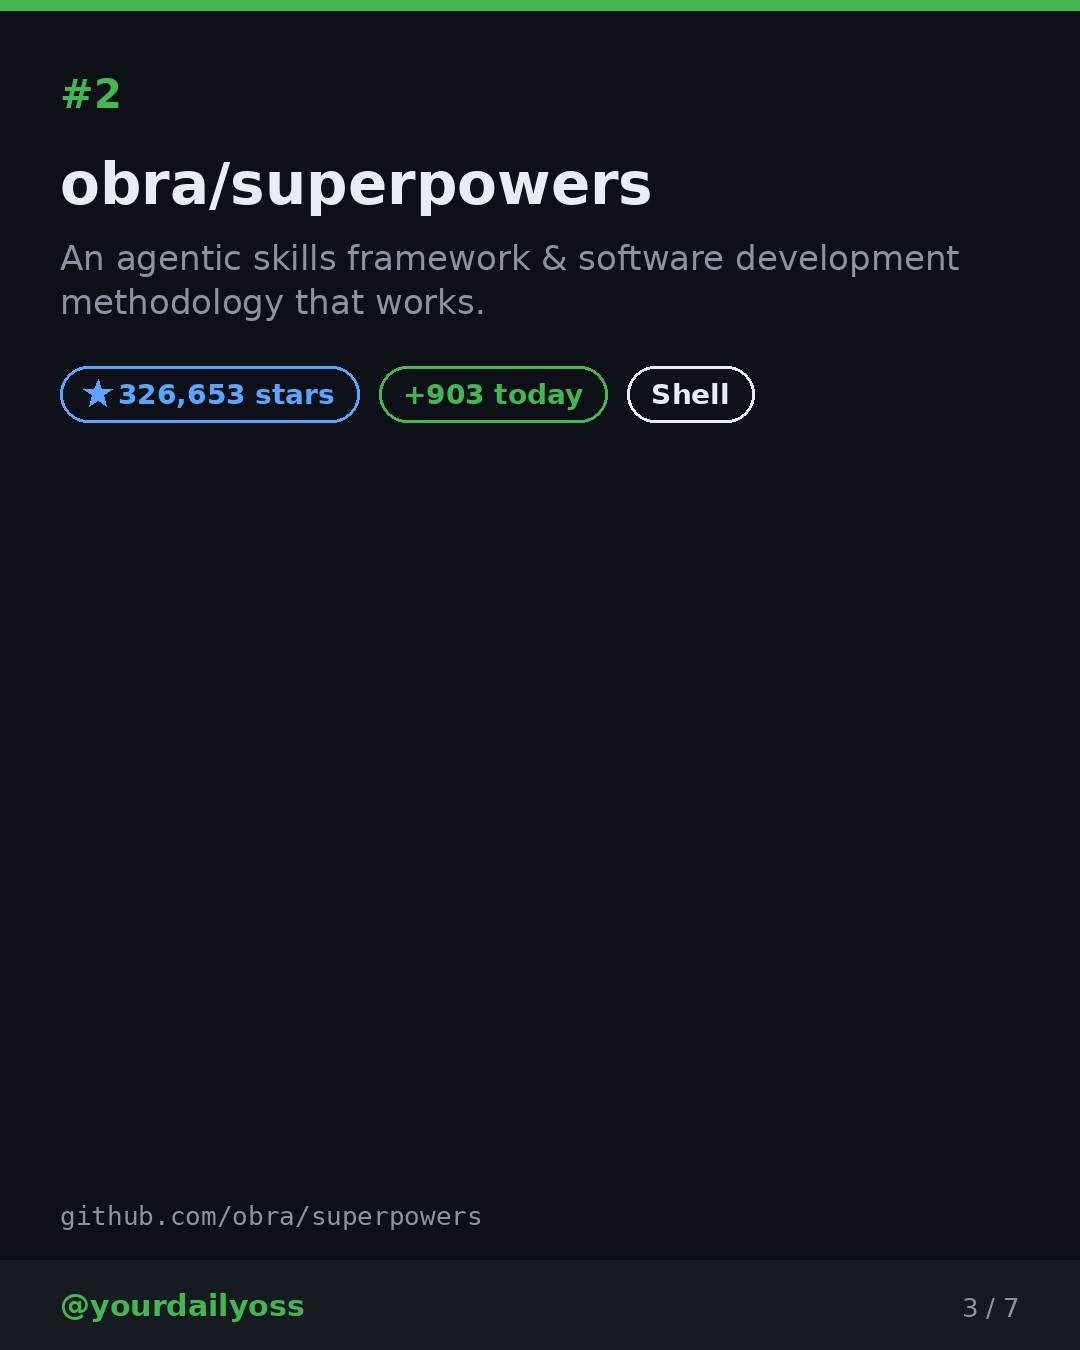 #2
obra/superpowers
An agentic skills framework & software development
methodology that works.
★ 326,653 stars
+903 today
Shell
github.com/obra/superpowers
@yourdailyoss
3 / 7